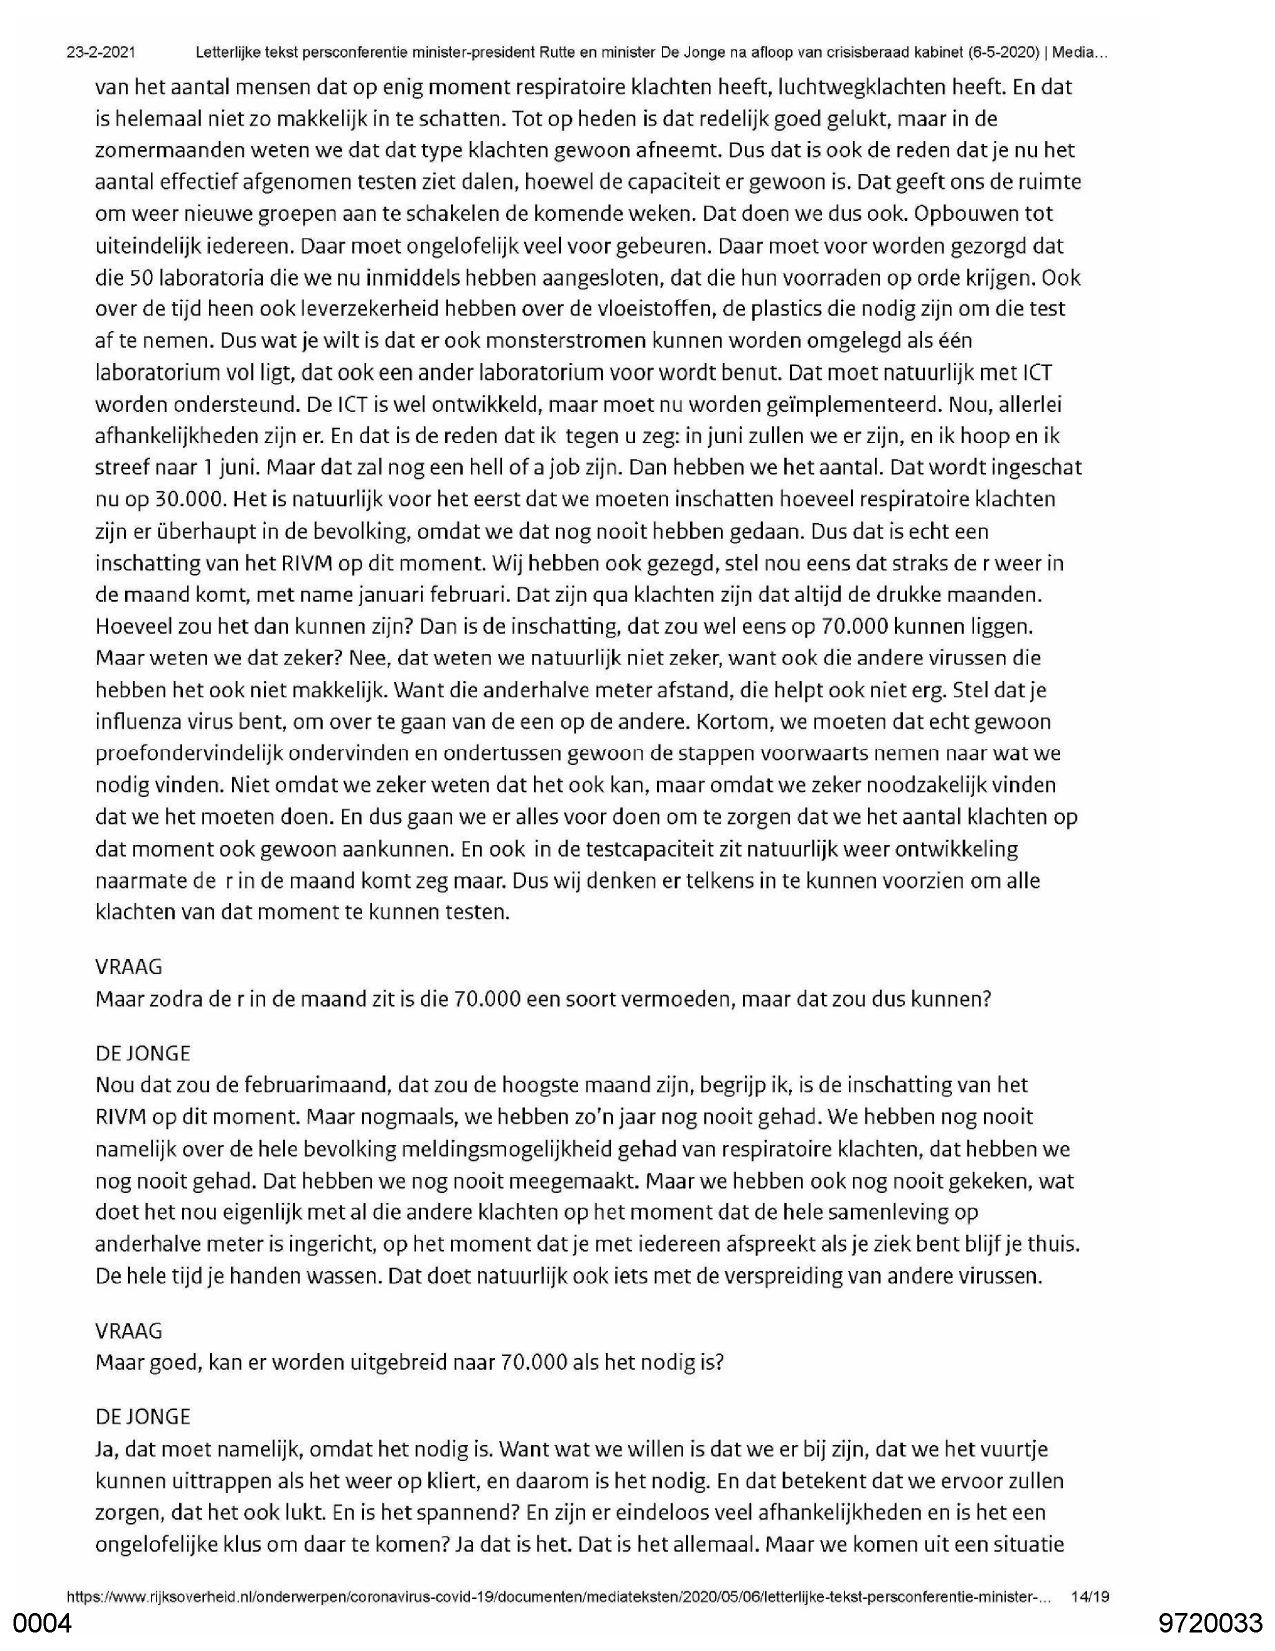 23-2-2021 Letterlijke tekst persconferentie minister-president Rutte en minister De Jonge na afloop van crisisberaad kabinet (6-5-2020) | Media...
van het aantal mensen dat op enig moment respiratoire klachten heeft, luchtwegklachten heeft. En dat
is helemaal niet zo makkelijk in te schatten. Tot op heden is dat redelijk goed gelukt, maar in de
zomermaanden weten we dat dat type klachten gewoon afneemt. Dus dat is ook de reden dat je nu het
aantal effectief afgenomen testen ziet dalen, hoewel de capaciteit er gewoon is. Dat geeft ons de ruimte
om weer nieuwe groepen aan te schakelen de komende weken. Dat doen we dus ook. Opbouwen tot
uiteindelijk iedereen. Daar moet ongelofelijk veel voor gebeuren. Daar moet voor worden gezorgd dat
die 50 laboratoria die we nu inmiddels hebben aangesloten, dat die hun voorraden op orde krijgen. Ook
over de tijd heen ook leverzekerheid hebben over de vloeistoffen, de plastics die nodig zijn om die test
af te nemen. Dus wat je wilt is dat er ook monsterstromen kunnen worden omgelegd als één
laboratorium vol ligt, dat ook een ander laboratorium voor wordt benut. Dat moet natuurlijk met ICT
worden ondersteund. De ICT is wel ontwikkeld, maar moet nu worden geïmplementeerd. Nou, allerlei
afhankelijkheden zijn er. En dat is de reden dat ik tegen u zeg: in juni zullen we er zijn, en ik hoop en ik
streef naar 1 juni. Maar dat zal nog een hell of a job zijn. Dan hebben we het aantal. Dat wordt ingeschat
nu op 30.000. Het is natuurlijk voor het eerst dat we moeten inschatten hoeveel respiratoire klachten
zijn er überhaupt in de bevolking, omdat we dat nog nooit hebben gedaan. Dus dat is echt een
inschatting van het RIVM op dit moment. Wij hebben ook gezegd, stel nou eens dat straks de r weer in
de maand komt, met name januari februari. Dat zijn qua klachten zijn dat altijd de drukke maanden.
Hoeveel zou het dan kunnen zijn? Dan is de inschatting, dat zou wel eens op 70.000 kunnen liggen.
Maar weten we dat zeker? Nee, dat weten we natuurlijk niet zeker, want ook die andere virussen die
hebben het ook niet makkelijk. Want die anderhalve meter afstand, die helpt ook niet erg. Stel dat je
influenza virus bent, om over te gaan van de een op de andere. Kortom, we moeten dat echt gewoon
proefondervindelijk ondervinden en ondertussen gewoon de stappen voorwaarts nemen naar wat we
nodig vinden. Niet omdat we zeker weten dat het ook kan, maar omdat we zeker noodzakelijk vinden
dat we het moeten doen. En dus gaan we er alles voor doen om te zorgen dat we het aantal klachten op
dat moment ook gewoon aankunnen. En ook in de testcapaciteit zit natuurlijk weer ontwikkeling
naarmate de r in de maand komt zeg maar. Dus wij denken er telkens in te kunnen voorzien om alle
klachten van dat moment te kunnen testen.
VRAAG
Maar zodra de r in de maand zit is die 70.000 een soort vermoeden, maar dat zou dus kunnen?
DE JONGE
Nou dat zou de februarimaand, dat zou de hoogste maand zijn, begrijp ik, is de inschatting van het
RIVM op dit moment. Maar nogmaals, we hebben zo'n jaar nog nooit gehad. We hebben nog nooit
namelijk over de hele bevolking meldingsmogelijkheid gehad van respiratoire klachten, dat hebben we
nog nooit gehad. Dat hebben we nog nooit meegemaakt. Maar we hebben ook nog nooit gekeken, wat
doet het nou eigenlijk met al die andere klachten op het moment dat de hele samenleving op
anderhalve meter is ingericht, op het moment dat je met iedereen afspreekt als je ziek bent blijf je thuis.
De hele tijd je handen wassen. Dat doet natuurlijk ook iets met de verspreiding van andere virussen.
VRAAG
Maar goed, kan er worden uitgebreid naar 70.000 als het nodig is?
DE JONGE
Ja, dat moet namelijk, omdat het nodig is. Want wat we willen is dat we er bij zijn, dat we het vuurtje
kunnen uittrappen als het weer op kliert, en daarom is het nodig. En dat betekent dat we ervoor zullen
zorgen, dat het ook lukt. En is het spannend? En zijn er eindeloos veel afhankelijkheden en is het een
ongelofelijke klus om daar te komen? Ja dat is het. Dat is het allemaal. Maar we komen uit een situatie
https://www.rijksoverheid.nl/onderwerpen/coronavirus-covid-19/documenten/mediateksten/2020/05/06/letterlijke-tekst-persconferentie-minister-... 14/19
0004 9720033